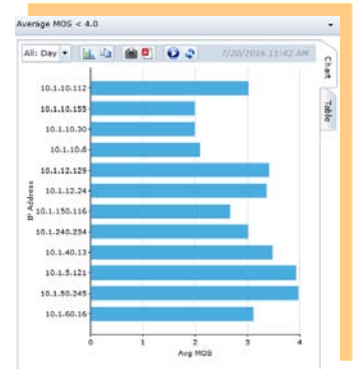 Average MOS < 4.0
All: Day
7/20/2016 11:42 AM
Chart
Table
IP Address
10.1.10.112
10.1.10.155
10.1.10.30
10.1.10.6
10.1.12.129
10.1.12.24
10.1.150.116
10.1.240.234
10.1.40.13
10.1.5.121
10.1.50.245
10.1.60.16
0 1 2 3 4
Avg MOS